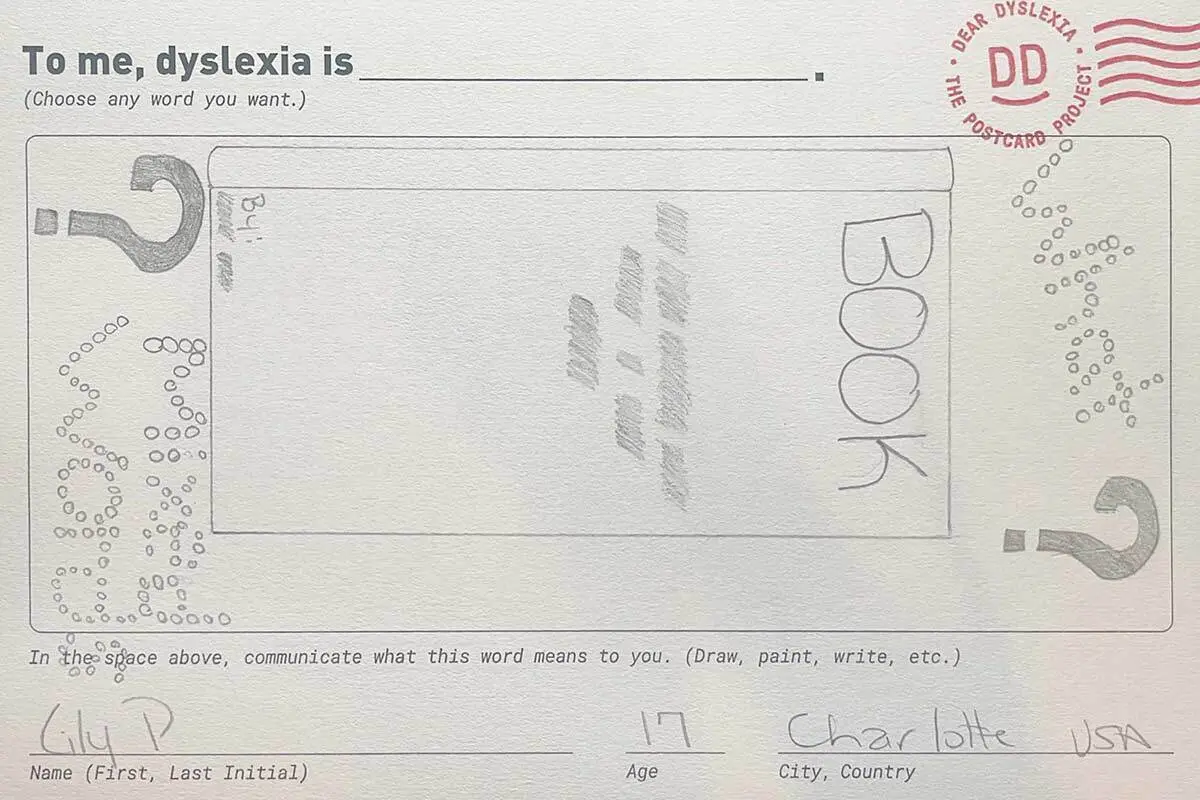 To me, dyslexia is .
(Choose any word you want.)
DEAR DYSLEXIA • THE POSTCARD PROJECT •
DD
BOOK
By:
In the space above, communicate what this word means to you. (Draw, paint, write, etc.)
Lily P 17 Charlotte USA
Name (First, Last Initial) Age City, Country